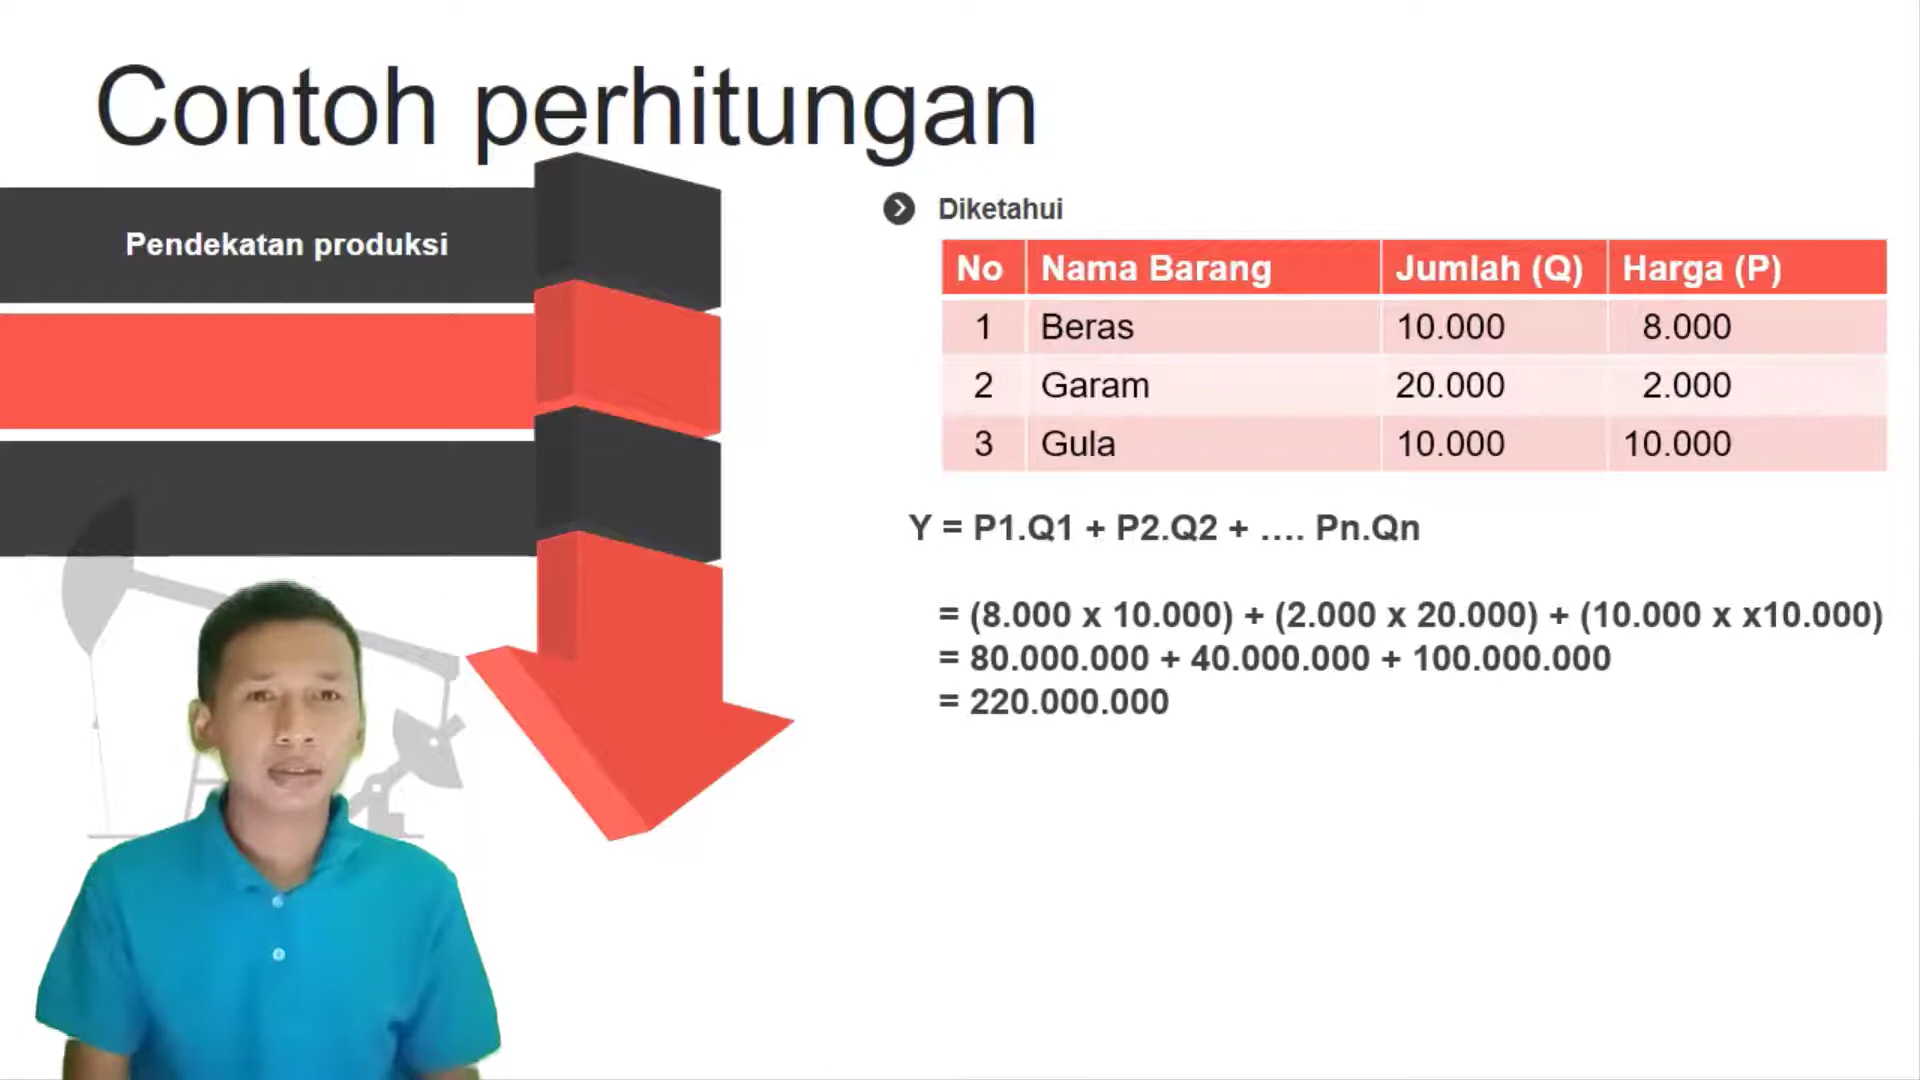 Contoh perhitungan
Pendekatan produksi
Diketahui
No Nama Barang Jumlah (Q) Harga (P)
1 Beras 10.000 8.000
2 Garam 20.000 2.000
3 Gula 10.000 10.000
Y = P1.Q1 + P2.Q2 + .... Pn.Qn
= (8.000 x 10.000) + (2.000 x 20.000) + (10.000 x x10.000)
= 80.000.000 + 40.000.000 + 100.000.000
= 220.000.000